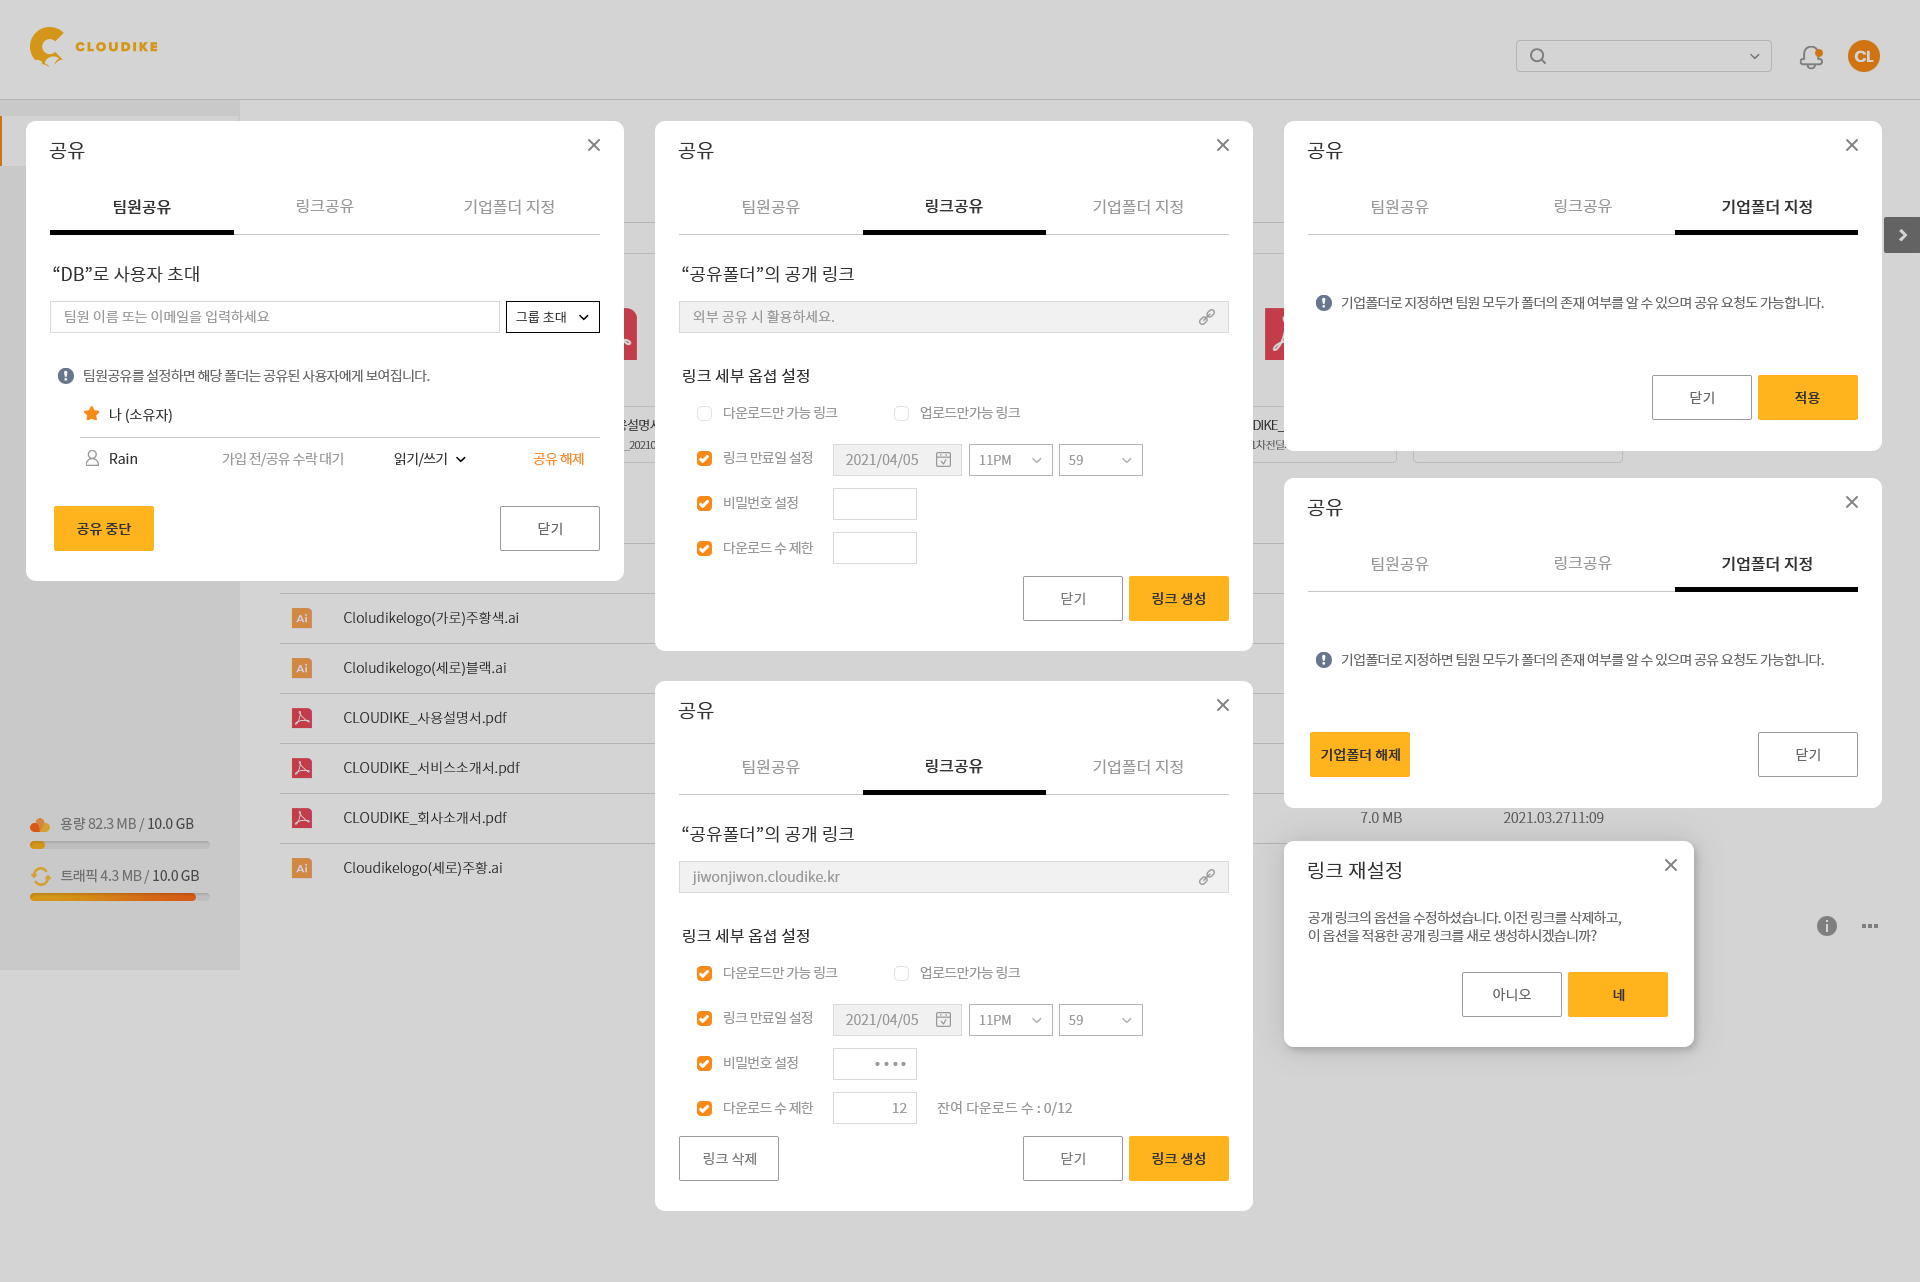 CLOUDIKE
CL
공유
팀원공유
링크공유
기업폴더 지정
“DB”로 사용자 초대
팀원 이름 또는 이메일을 입력하세요
그룹 초대
팀원공유를 설정하면 해당 폴더는 공유된 사용자에게 보여집니다.
나 (소유자)
Rain
가입 전/공유 수락 대기
읽기/쓰기
공유 해제
공유 중단
닫기
공유
팀원공유
링크공유
기업폴더 지정
“공유폴더”의 공개 링크
외부 공유 시 활용하세요.
링크 세부 옵션 설정
다운로드만 가능 링크
업로드만가능 링크
링크 만료일 설정
2021/04/05
11PM
59
비밀번호 설정
다운로드 수 제한
닫기
링크 생성
공유
팀원공유
링크공유
기업폴더 지정
기업폴더로 지정하면 팀원 모두가 폴더의 존재 여부를 알 수 있으며 공유 요청도 가능합니다.
닫기
적용
공유
팀원공유
링크공유
기업폴더 지정
기업폴더로 지정하면 팀원 모두가 폴더의 존재 여부를 알 수 있으며 공유 요청도 가능합니다.
기업폴더 해제
닫기
Ai Cloludikelogo(가로)주황색.ai
Ai Cloludikelogo(세로)블랙.ai
CLOUDIKE_사용설명서.pdf
CLOUDIKE_서비스소개서.pdf
CLOUDIKE_회사소개서.pdf
7.0 MB
2021.03.2711:09
Ai Cloudikelogo(세로)주황.ai
용량 82.3 MB / 10.0 GB
트래픽 4.3 MB / 10.0 GB
공유
팀원공유
링크공유
기업폴더 지정
“공유폴더”의 공개 링크
jiwonjiwon.cloudike.kr
링크 세부 옵션 설정
다운로드만 가능 링크
업로드만가능 링크
링크 만료일 설정
2021/04/05
11PM
59
비밀번호 설정
••••
다운로드 수 제한
12
잔여 다운로드 수 : 0/12
링크 삭제
닫기
링크 생성
링크 재설정
공개 링크의 옵션을 수정하셨습니다. 이전 링크를 삭제하고,
이 옵션을 적용한 공개 링크를 새로 생성하시겠습니까?
아니오
네